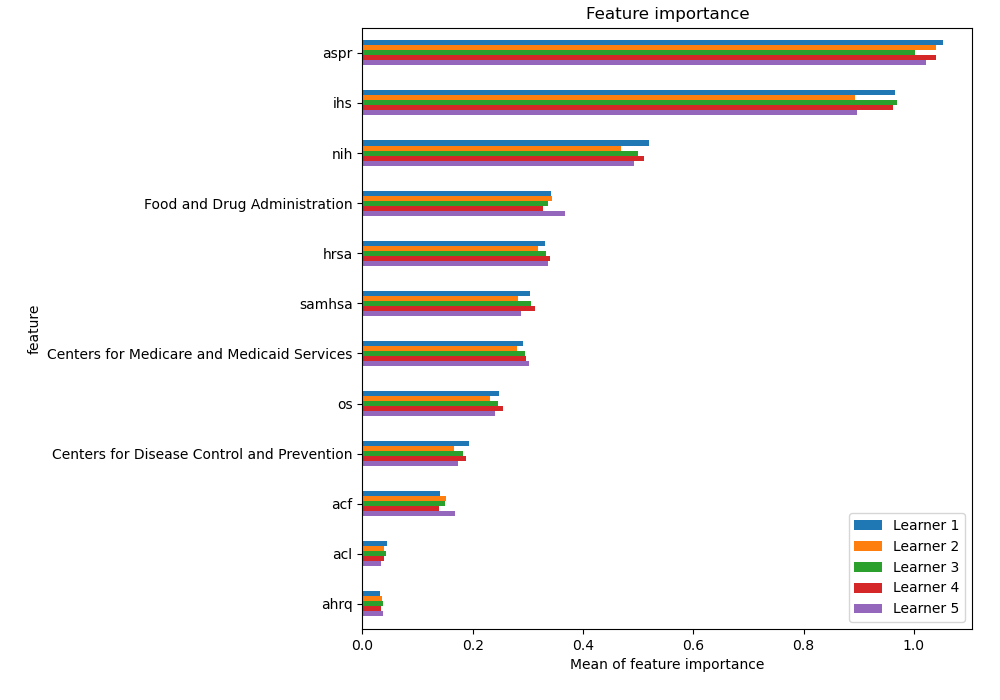 Feature importance
aspr
ihs
nih
Food and Drug Administration
hrsa
samhsa
feature
Centers for Medicare and Medicaid Services
os
Centers for Disease Control and Prevention
acf
acl
ahrq
Learner 1
Learner 2
Learner 3
Learner 4
Learner 5
0.0 0.2 0.4 0.6 0.8 1.0
Mean of feature importance